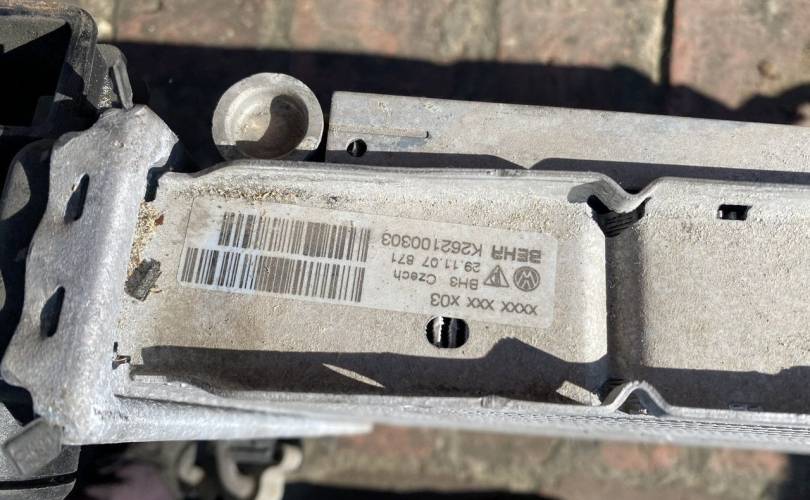 xxxx xxx x03
BH3 Czech
29.11.07 871
BEHR K262100303